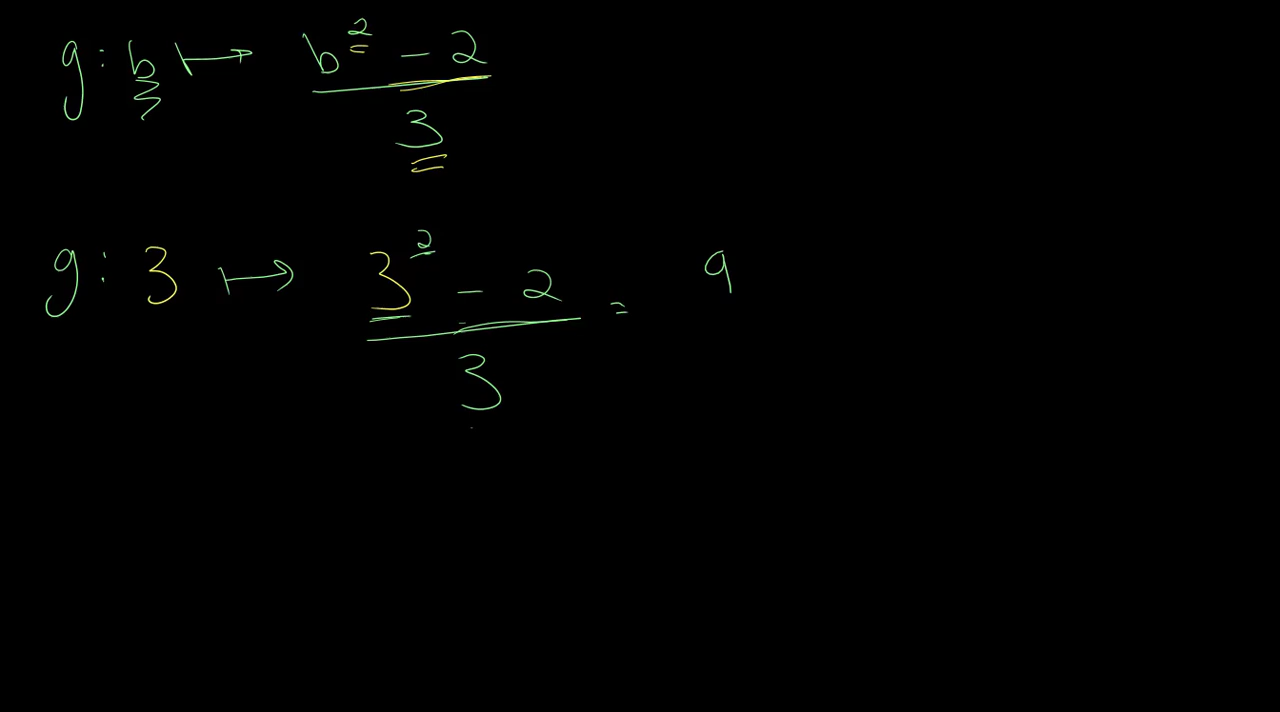 g: b ↦ (b² - 2)/3
g: 3 ↦ (3² - 2)/3 = 9